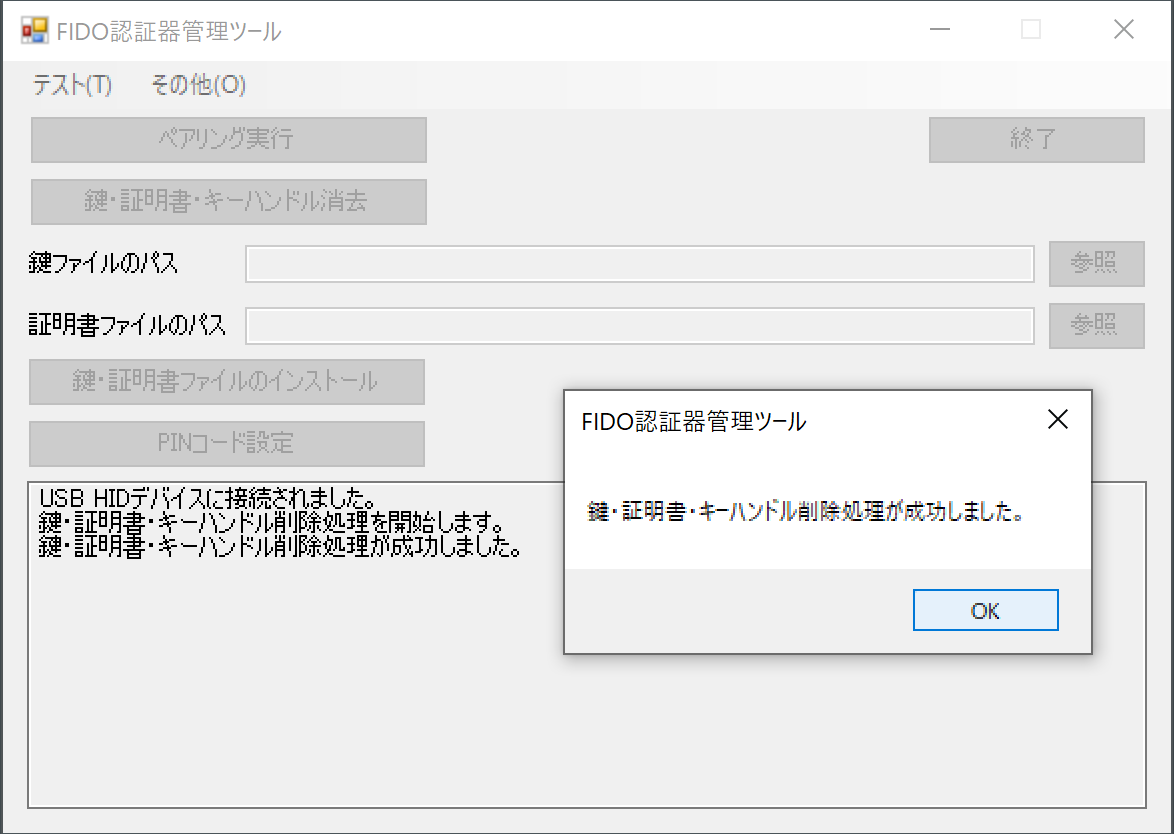 FIDO認証器管理ツール
テスト(T) その他(O)
ペアリング実行
終了
鍵・証明書・キーハンドル消去
鍵ファイルのパス
参照
証明書ファイルのパス
参照
鍵・証明書ファイルのインストール
PINコード設定
USB HIDデバイスに接続されました。
鍵・証明書・キーハンドル削除処理を開始します。
鍵・証明書・キーハンドル削除処理が成功しました。
FIDO認証器管理ツール
鍵・証明書・キーハンドル削除処理が成功しました。
OK